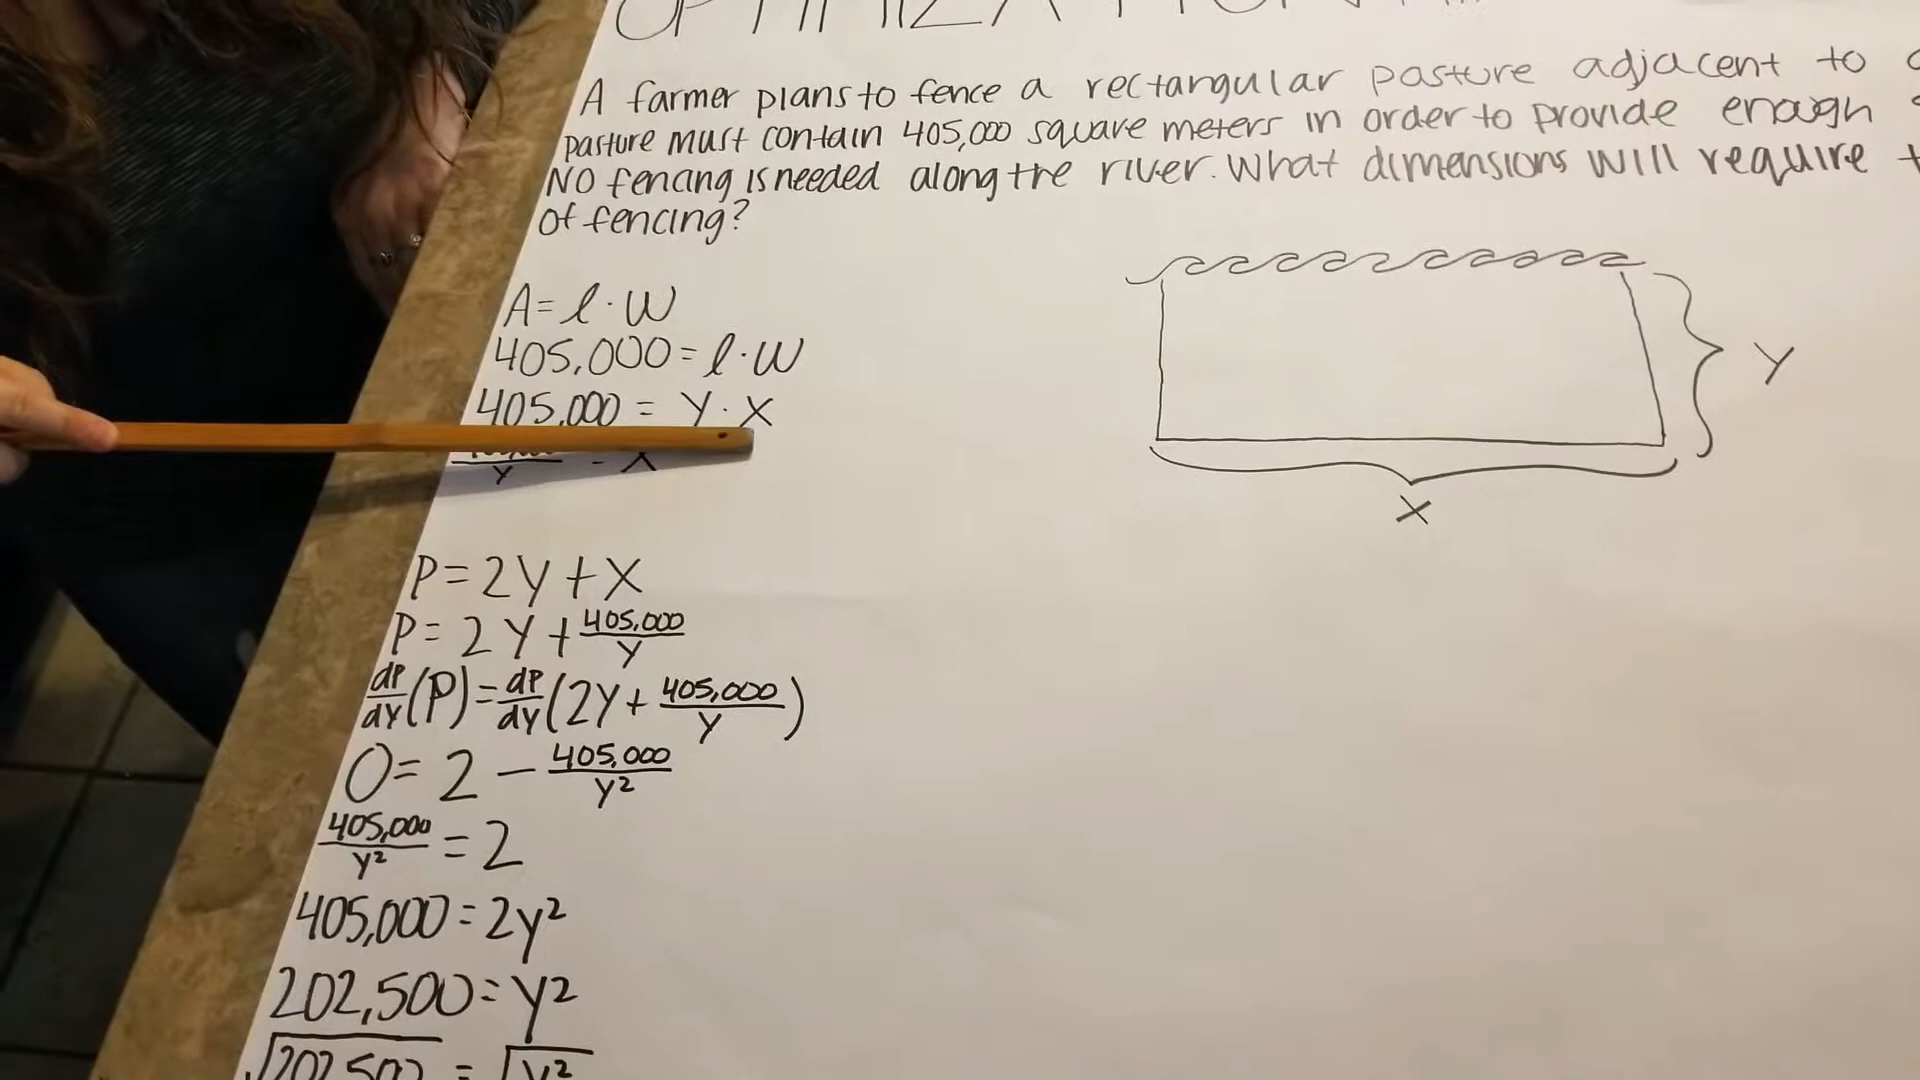 A farmer plans to fence a rectangular pasture adjacent to
pasture must contain 405,000 square meters in order to provide enough
NO fencing is needed along the river. What dimensions will require
of fencing?
A = l · W
405,000 = l · W
405,000 = Y · X
Y = X
P = 2Y + X
P = 2Y + 405,000/Y
dP/dY (P) = dP/dY (2Y + 405,000/Y)
0 = 2 - 405,000/Y²
405,000/Y² = 2
405,000 = 2y²
202,500 = Y²
√202,500 = √Y²
Y
X